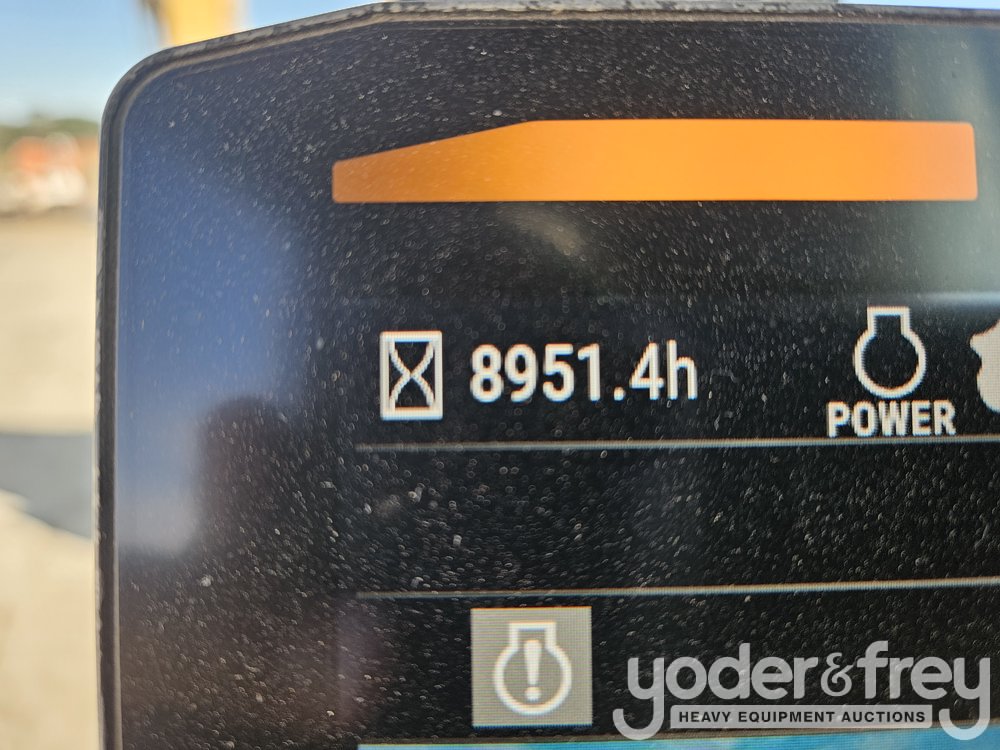 8951.4h
POWER
yoder&frey
HEAVY EQUIPMENT AUCTIONS